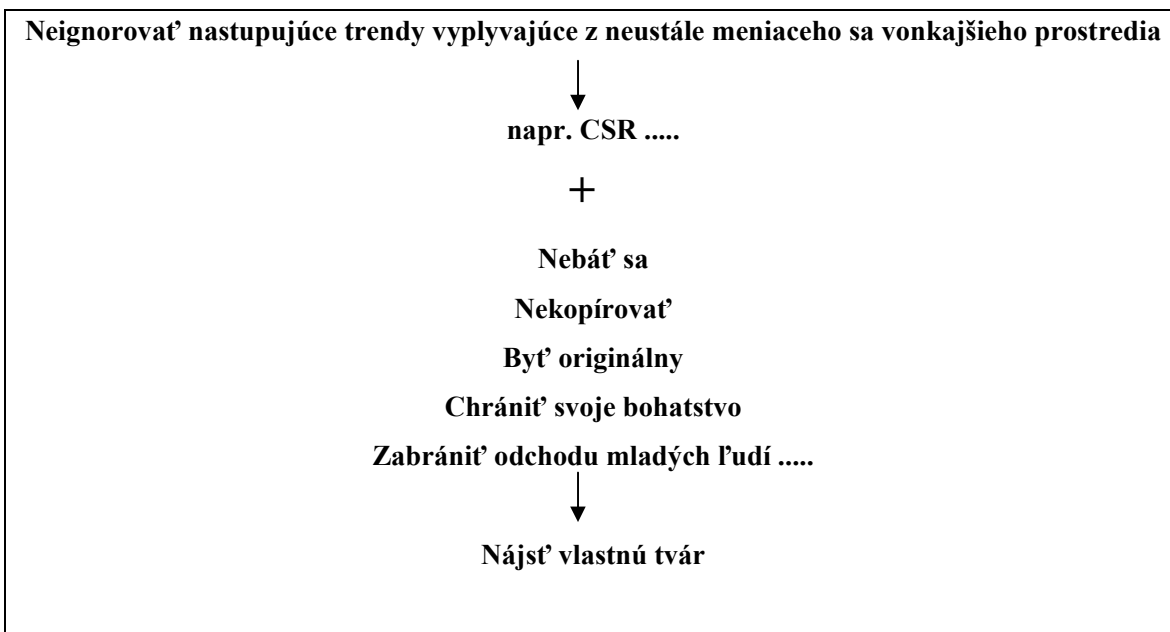 Neignorovať nastupujúce trendy vyplyvajúce z neustále meniaceho sa vonkajšieho prostredia
napr. CSR .....
+
Nebáť sa
Nekopírovať
Byť originálny
Chrániť svoje bohatstvo
Zabrániť odchodu mladých ľudí .....
Nájsť vlastnú tvár